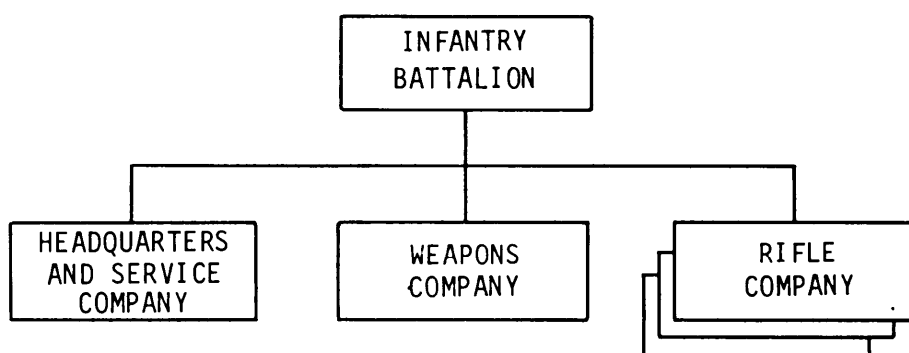 INFANTRY
BATTALION
HEADQUARTERS
AND SERVICE
COMPANY
WEAPONS
COMPANY
RIFLE
COMPANY